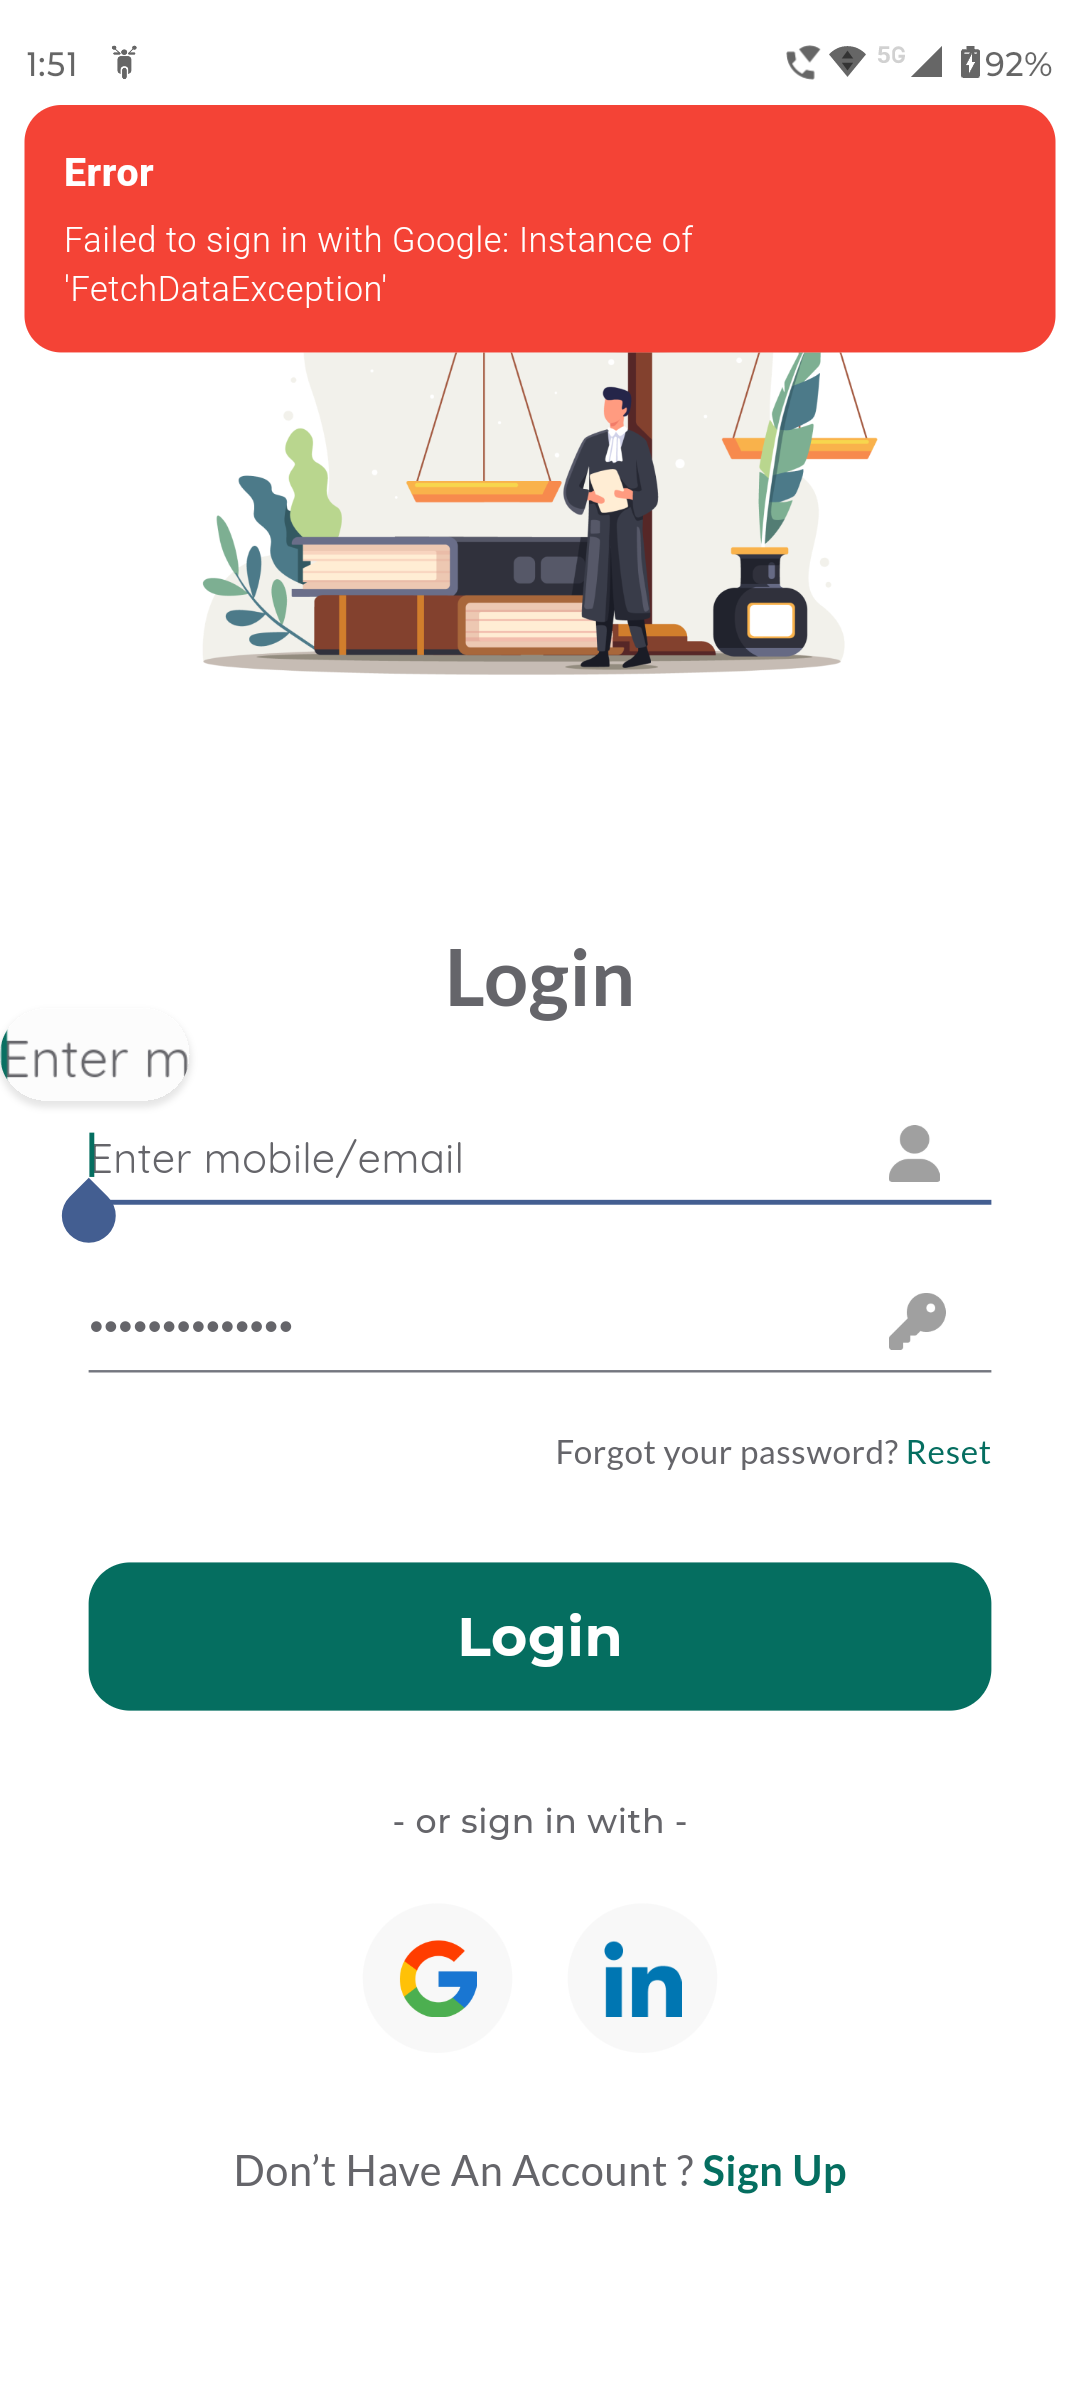 1:51 5G 92%
Error
Failed to sign in with Google: Instance of
'FetchDataException'
Login
Enter m
Enter mobile/email
••••••••••••••
Forgot your password? Reset
Login
- or sign in with -
in
Don’t Have An Account ? Sign Up